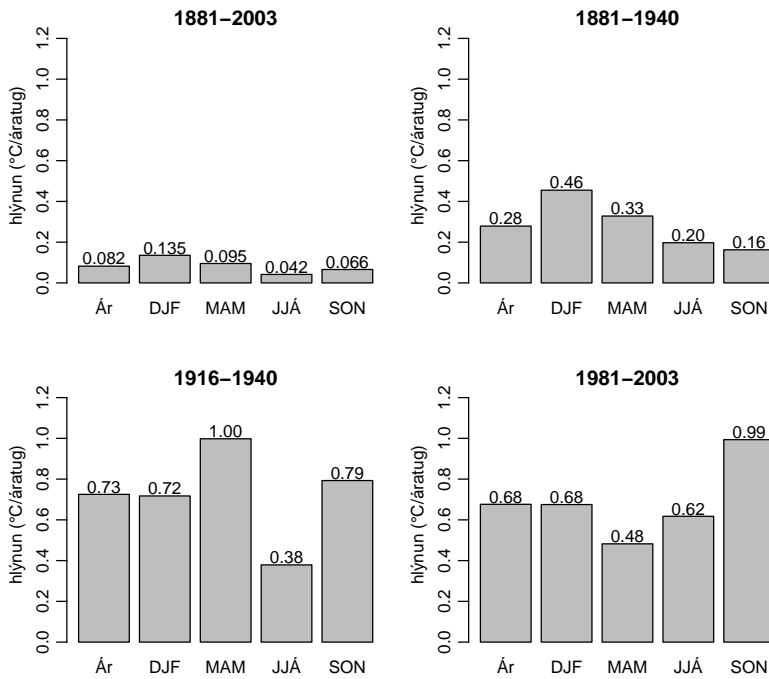 1881−2003
hlýnun (°C/áratug)
0.0 0.2 0.4 0.6 0.8 1.0 1.2
0.082 0.135 0.095 0.042 0.066
Ár DJF MAM JJÁ SON
1881−1940
hlýnun (°C/áratug)
0.0 0.2 0.4 0.6 0.8 1.0 1.2
0.28 0.46 0.33 0.20 0.16
Ár DJF MAM JJÁ SON
1916−1940
hlýnun (°C/áratug)
0.0 0.2 0.4 0.6 0.8 1.0 1.2
0.73 0.72 1.00 0.38 0.79
Ár DJF MAM JJÁ SON
1981−2003
hlýnun (°C/áratug)
0.0 0.2 0.4 0.6 0.8 1.0 1.2
0.68 0.68 0.48 0.62 0.99
Ár DJF MAM JJÁ SON